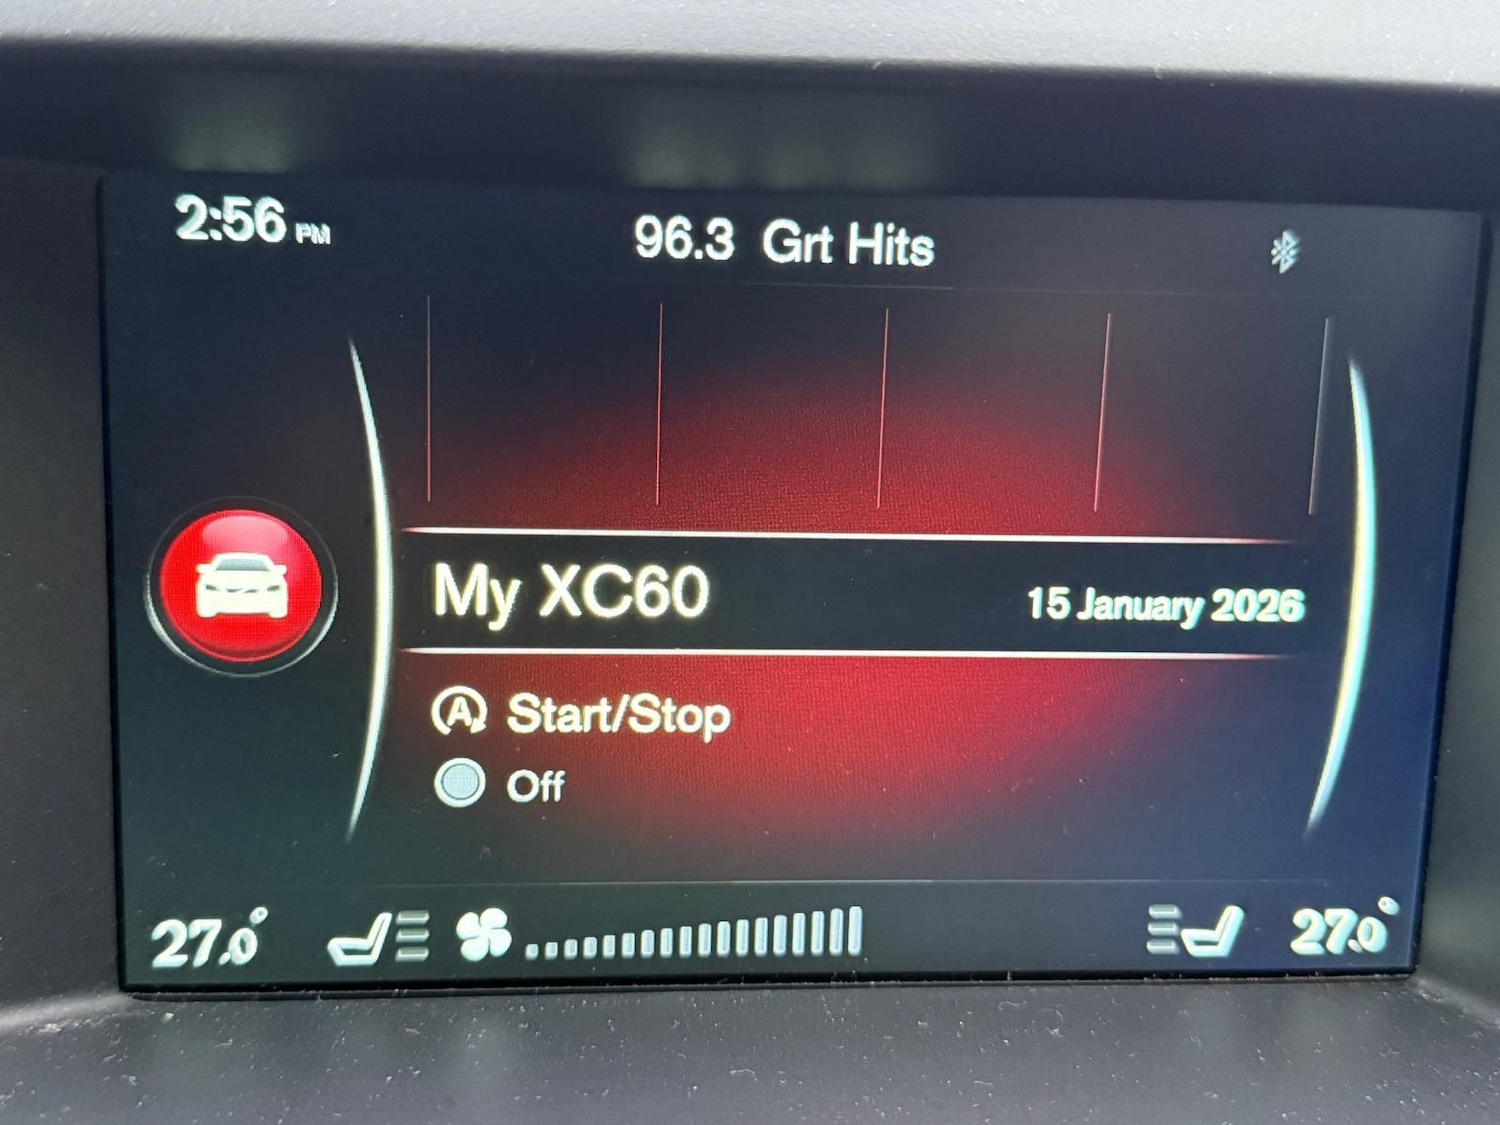 2:56 PM
96.3 Grt Hits
My XC60
15 January 2026
A Start/Stop
Off
27.0°
27.0°